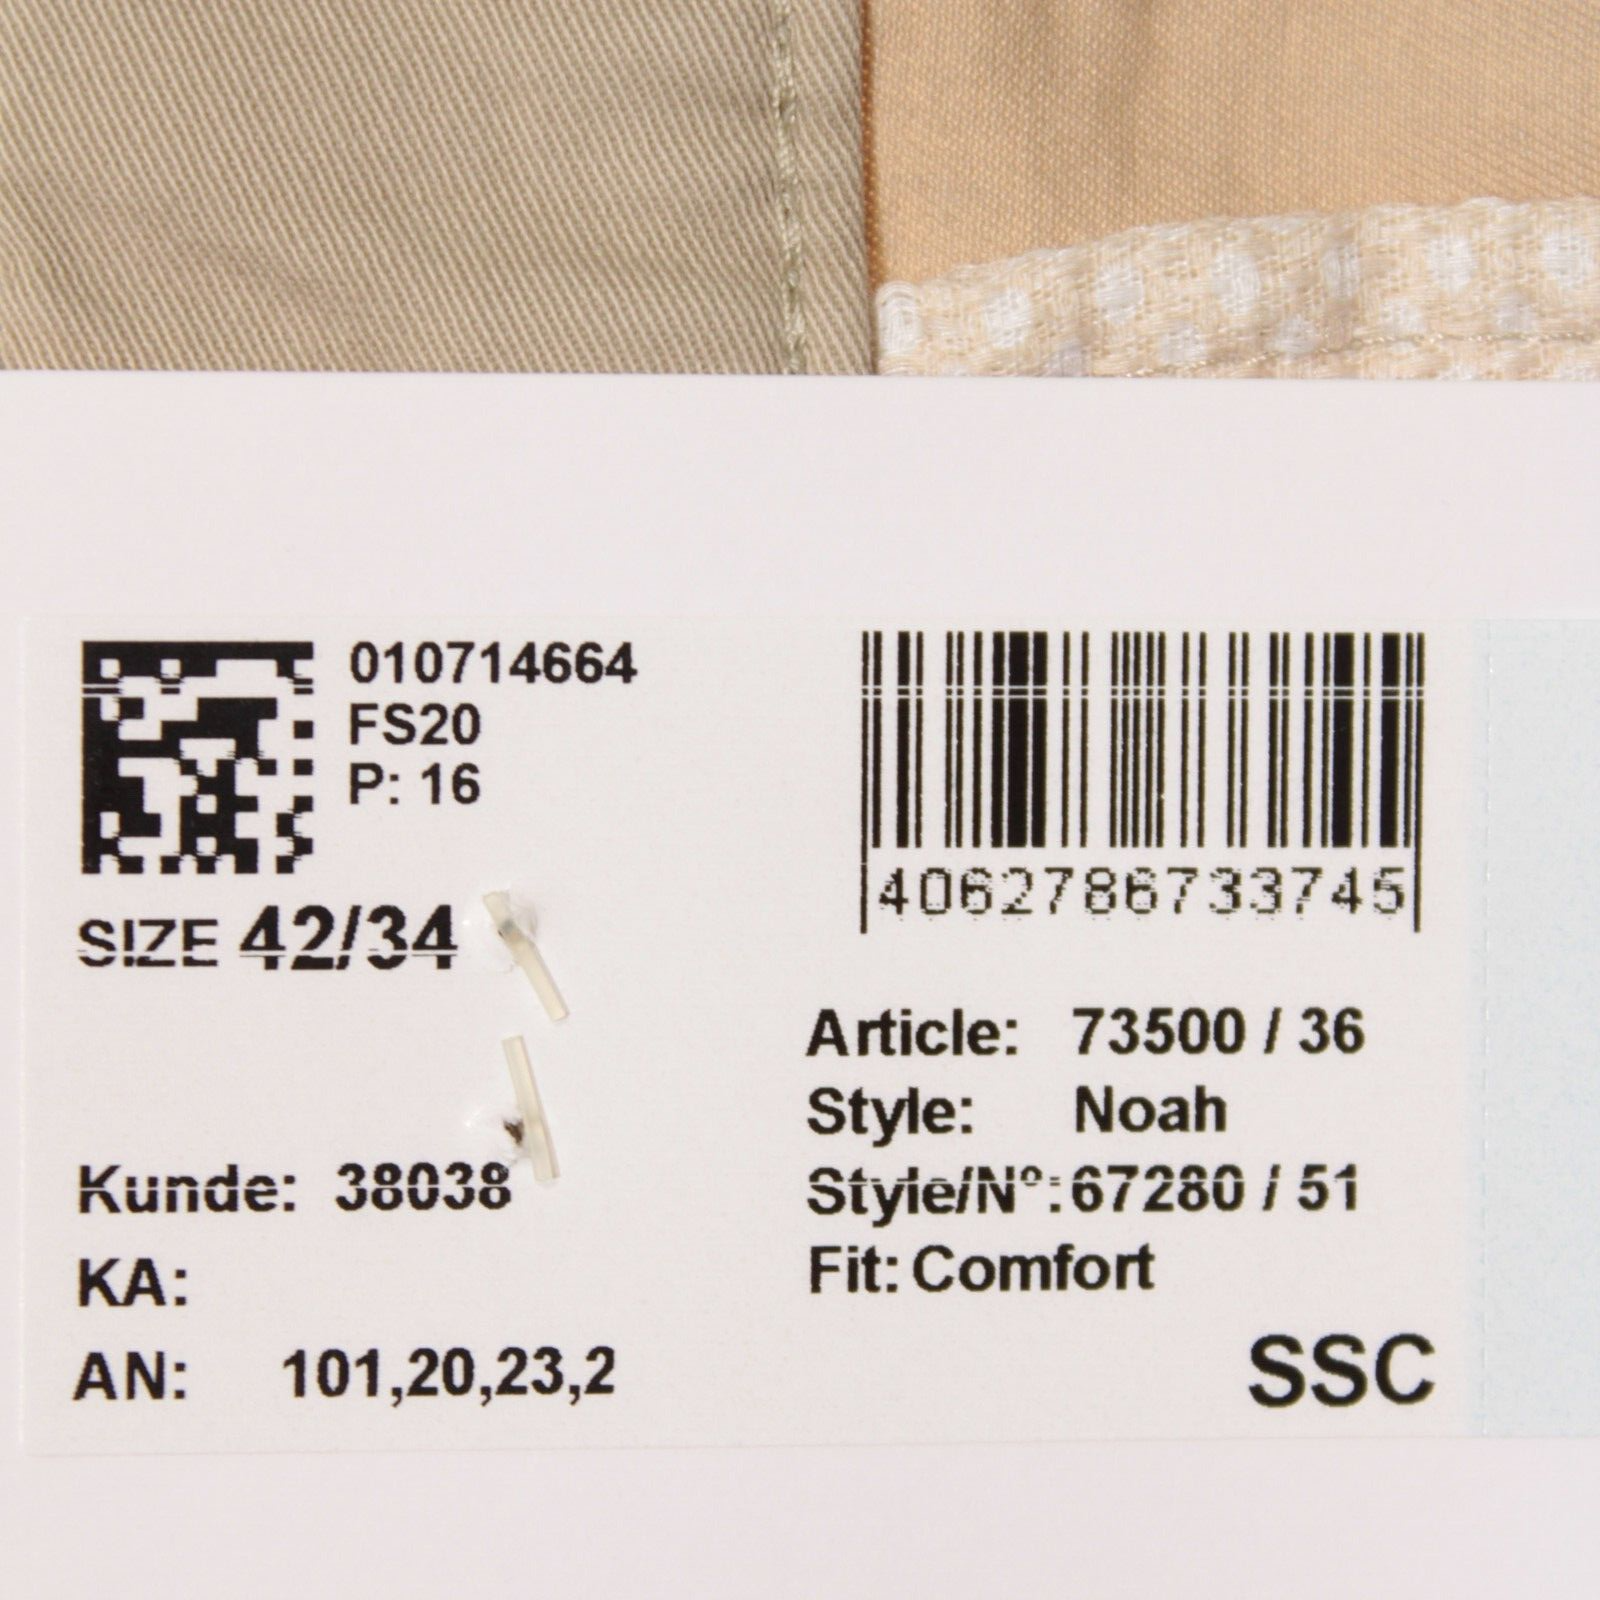 010714664
FS20
P: 16
SIZE 42/34
Kunde: 38038
KA:
AN: 101,20,23,2
4062786733745
Article: 73500 / 36
Style: Noah
Style/N°: 67280 / 51
Fit: Comfort
SSC